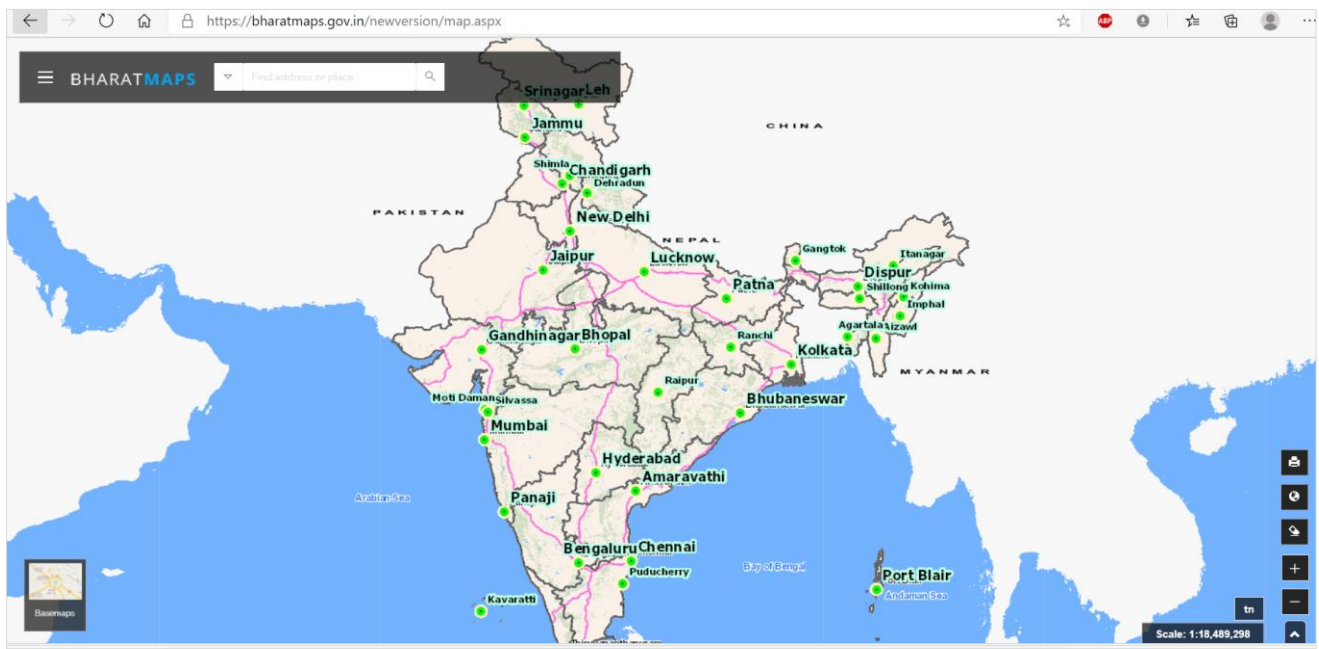 https://bharatmaps.gov.in/newversion/map.aspx
ABP
BHARATMAPS
Find address or place
Srinagar Leh
Jammu
CHINA
Shimla Chandigarh
Dehradun
PAKISTAN
New Delhi
NEPAL
Jaipur
Lucknow
Gangtok
Itanagar
Dispur
Patna
Shillong Kohima
Imphal
Gandhinagar Bhopal
Ranchi
Agartala Aizawl
Kolkata
MYANMAR
Raipur
Moti Daman Silvassa
Bhubaneswar
Mumbai
Hyderabad
Amaravathi
Arabian Sea
Panaji
Bengaluru Chennai
Bay of Bengal
Puducherry
Port Blair
Andaman Sea
Kavaratti
Basemaps
tn
Scale: 1:18,489,298